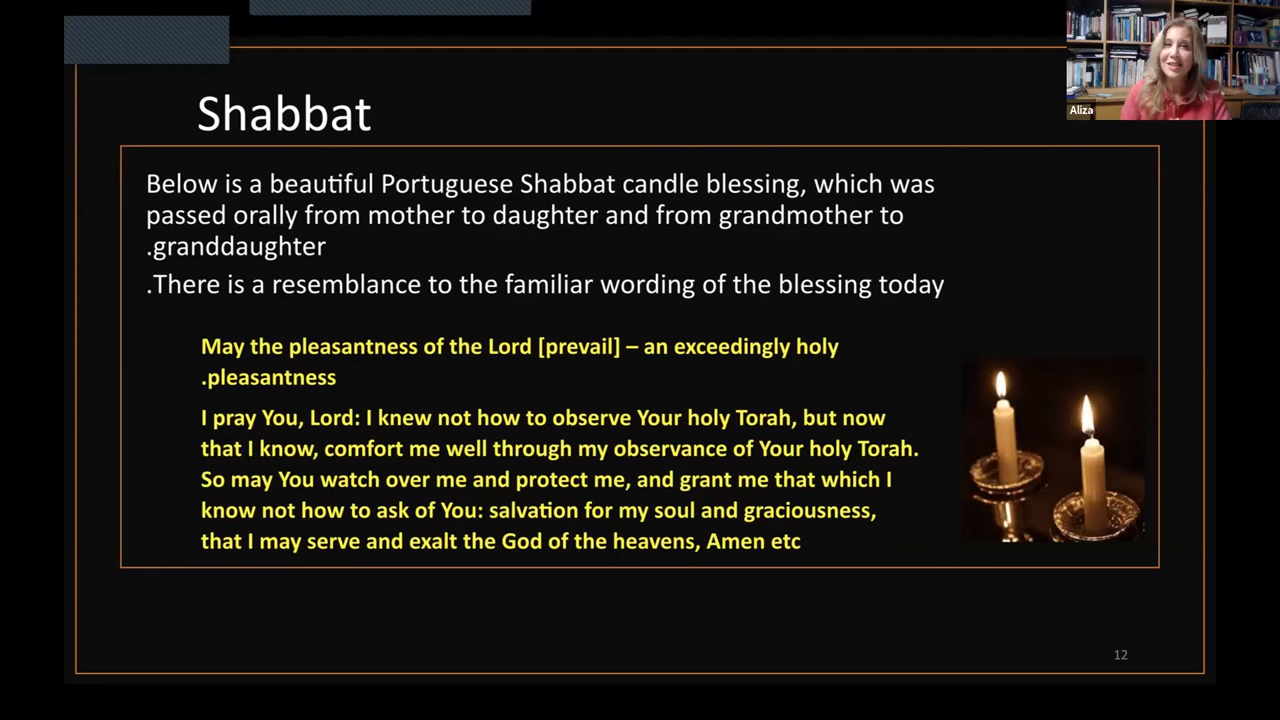 Aliza
Shabbat
Below is a beautiful Portuguese Shabbat candle blessing, which was
passed orally from mother to daughter and from grandmother to
.granddaughter
.There is a resemblance to the familiar wording of the blessing today
May the pleasantness of the Lord [prevail] – an exceedingly holy
.pleasantness
I pray You, Lord: I knew not how to observe Your holy Torah, but now
that I know, comfort me well through my observance of Your holy Torah.
So may You watch over me and protect me, and grant me that which I
know not how to ask of You: salvation for my soul and graciousness,
that I may serve and exalt the God of the heavens, Amen etc
12